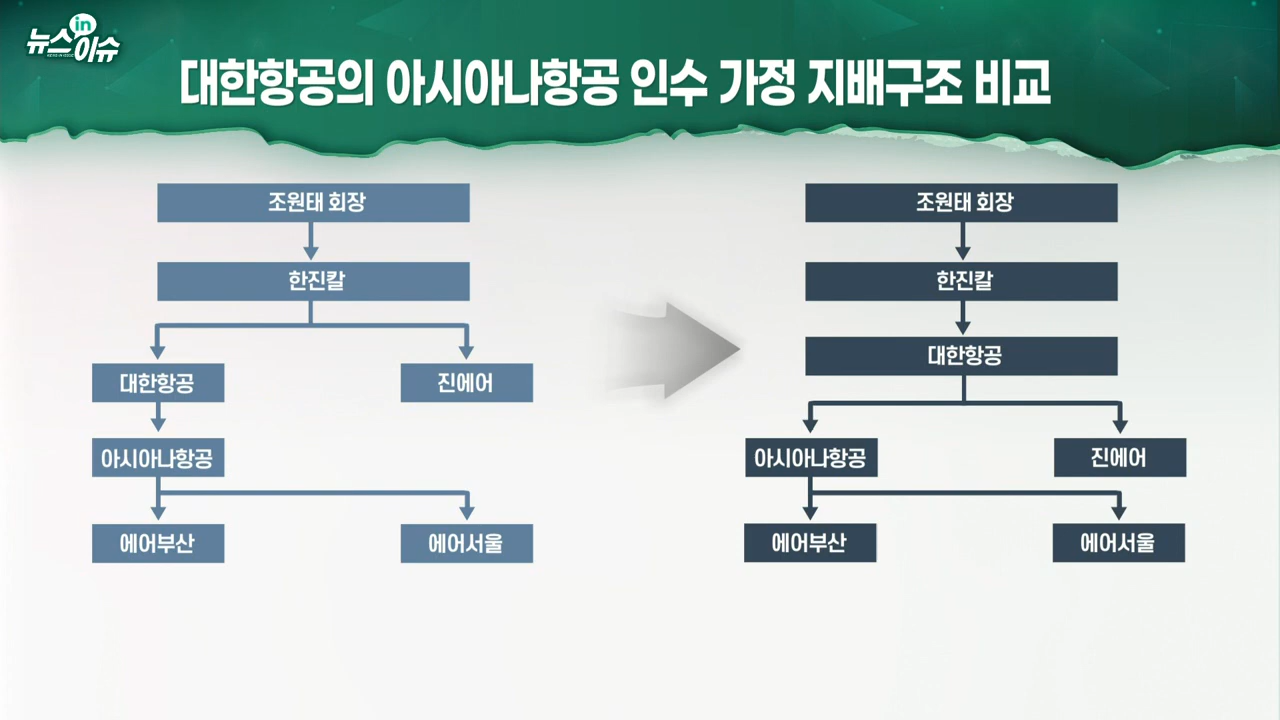 뉴스in이슈
대한항공의 아시아나항공 인수 가정 지배구조 비교
조원태 회장
한진칼
대한항공
진에어
아시아나항공
에어부산
에어서울
조원태 회장
한진칼
대한항공
아시아나항공
진에어
에어부산
에어서울